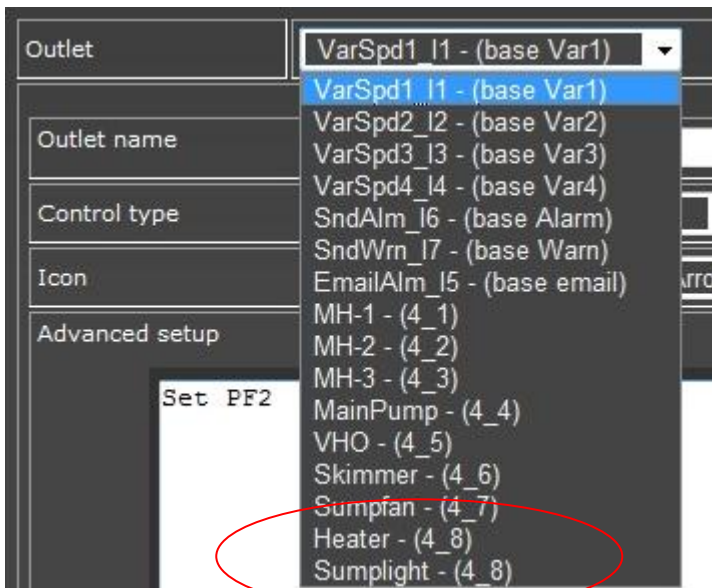 Outlet
VarSpd1_I1 - (base Var1)
VarSpd1_I1 - (base Var1)
VarSpd2_I2 - (base Var2)
Outlet name
VarSpd3_I3 - (base Var3)
VarSpd4_I4 - (base Var4)
Control type
SndAlm_I6 - (base Alarm)
SndWrn_I7 - (base Warn)
Icon
EmailAlm_I5 - (base email)
MH-1 - (4_1)
Advanced setup
MH-2 - (4_2)
MH-3 - (4_3)
Set PF2
MainPump - (4_4)
VHO - (4_5)
Skimmer - (4_6)
Sumpfan - (4_7)
Heater - (4_8)
Sumplight - (4_8)